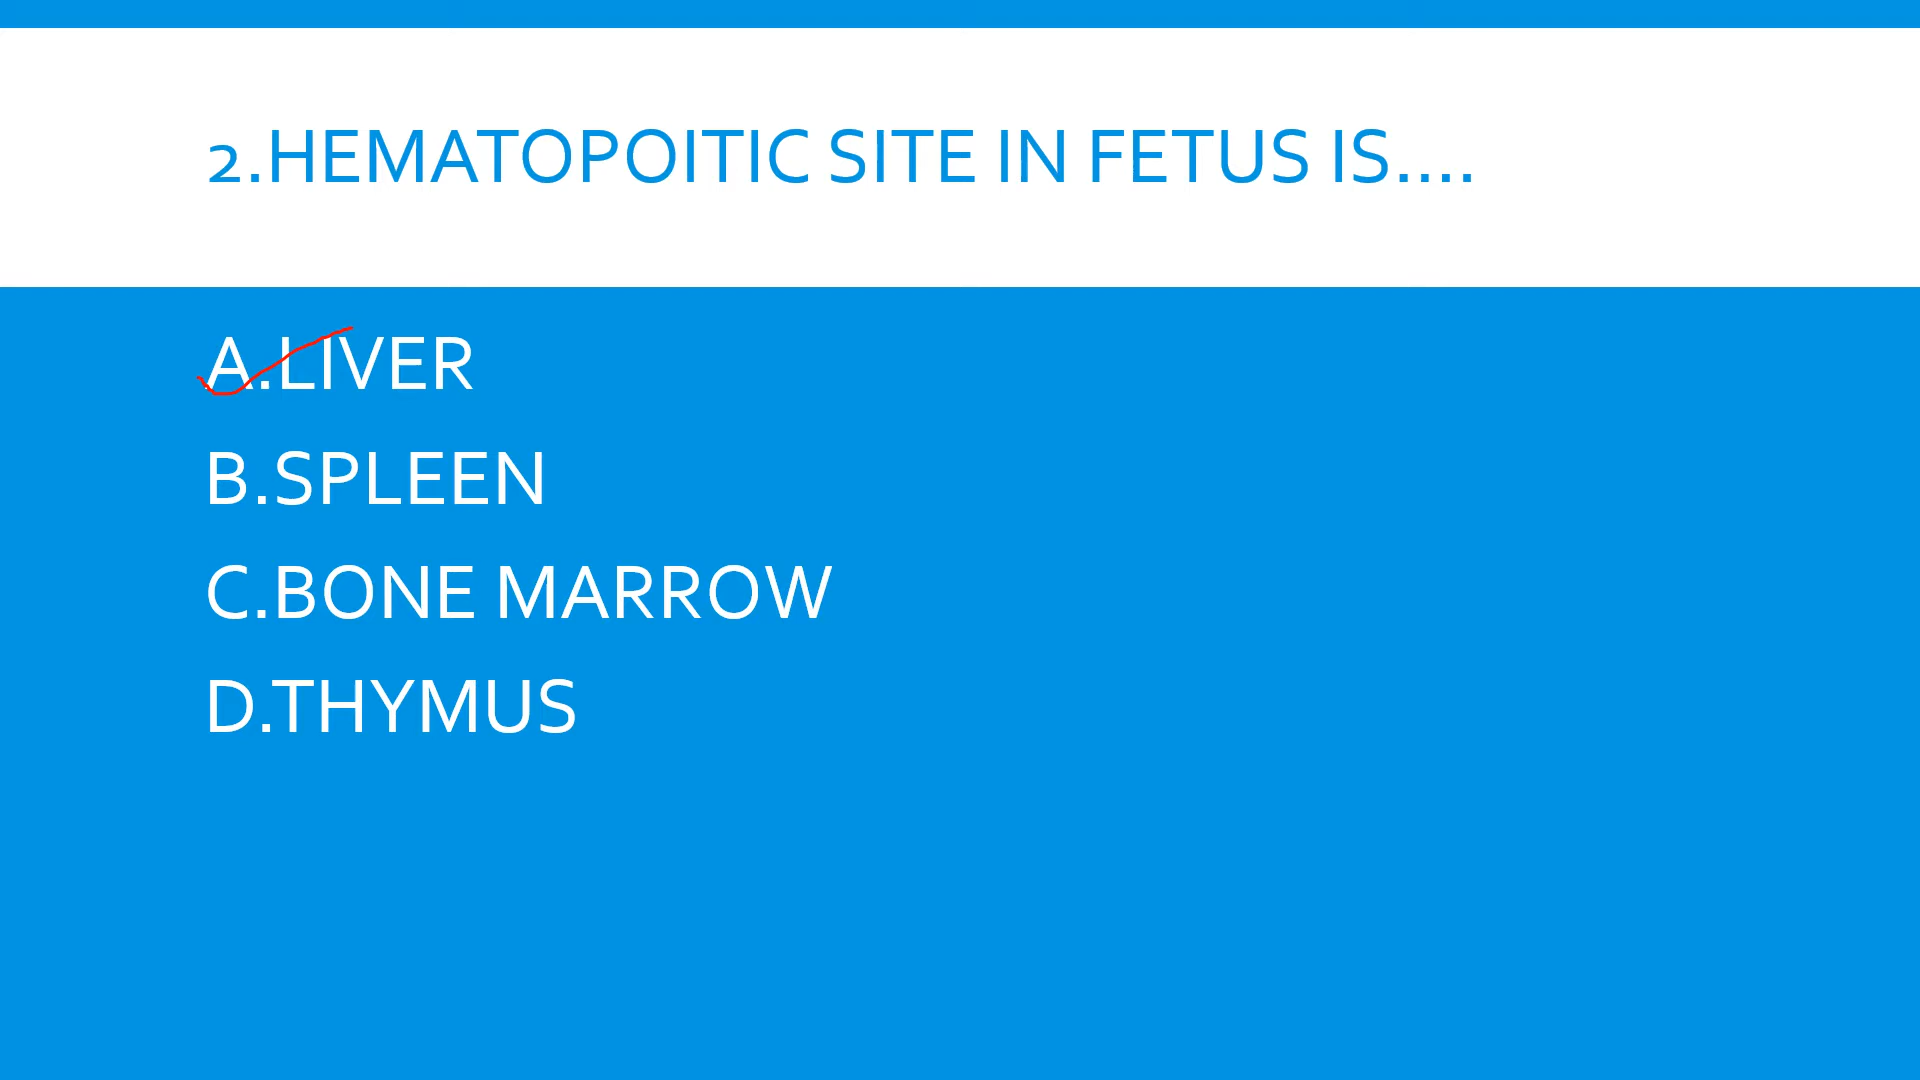 2.HEMATOPOITIC SITE IN FETUS IS....
A.LIVER
B.SPLEEN
C.BONE MARROW
D.THYMUS